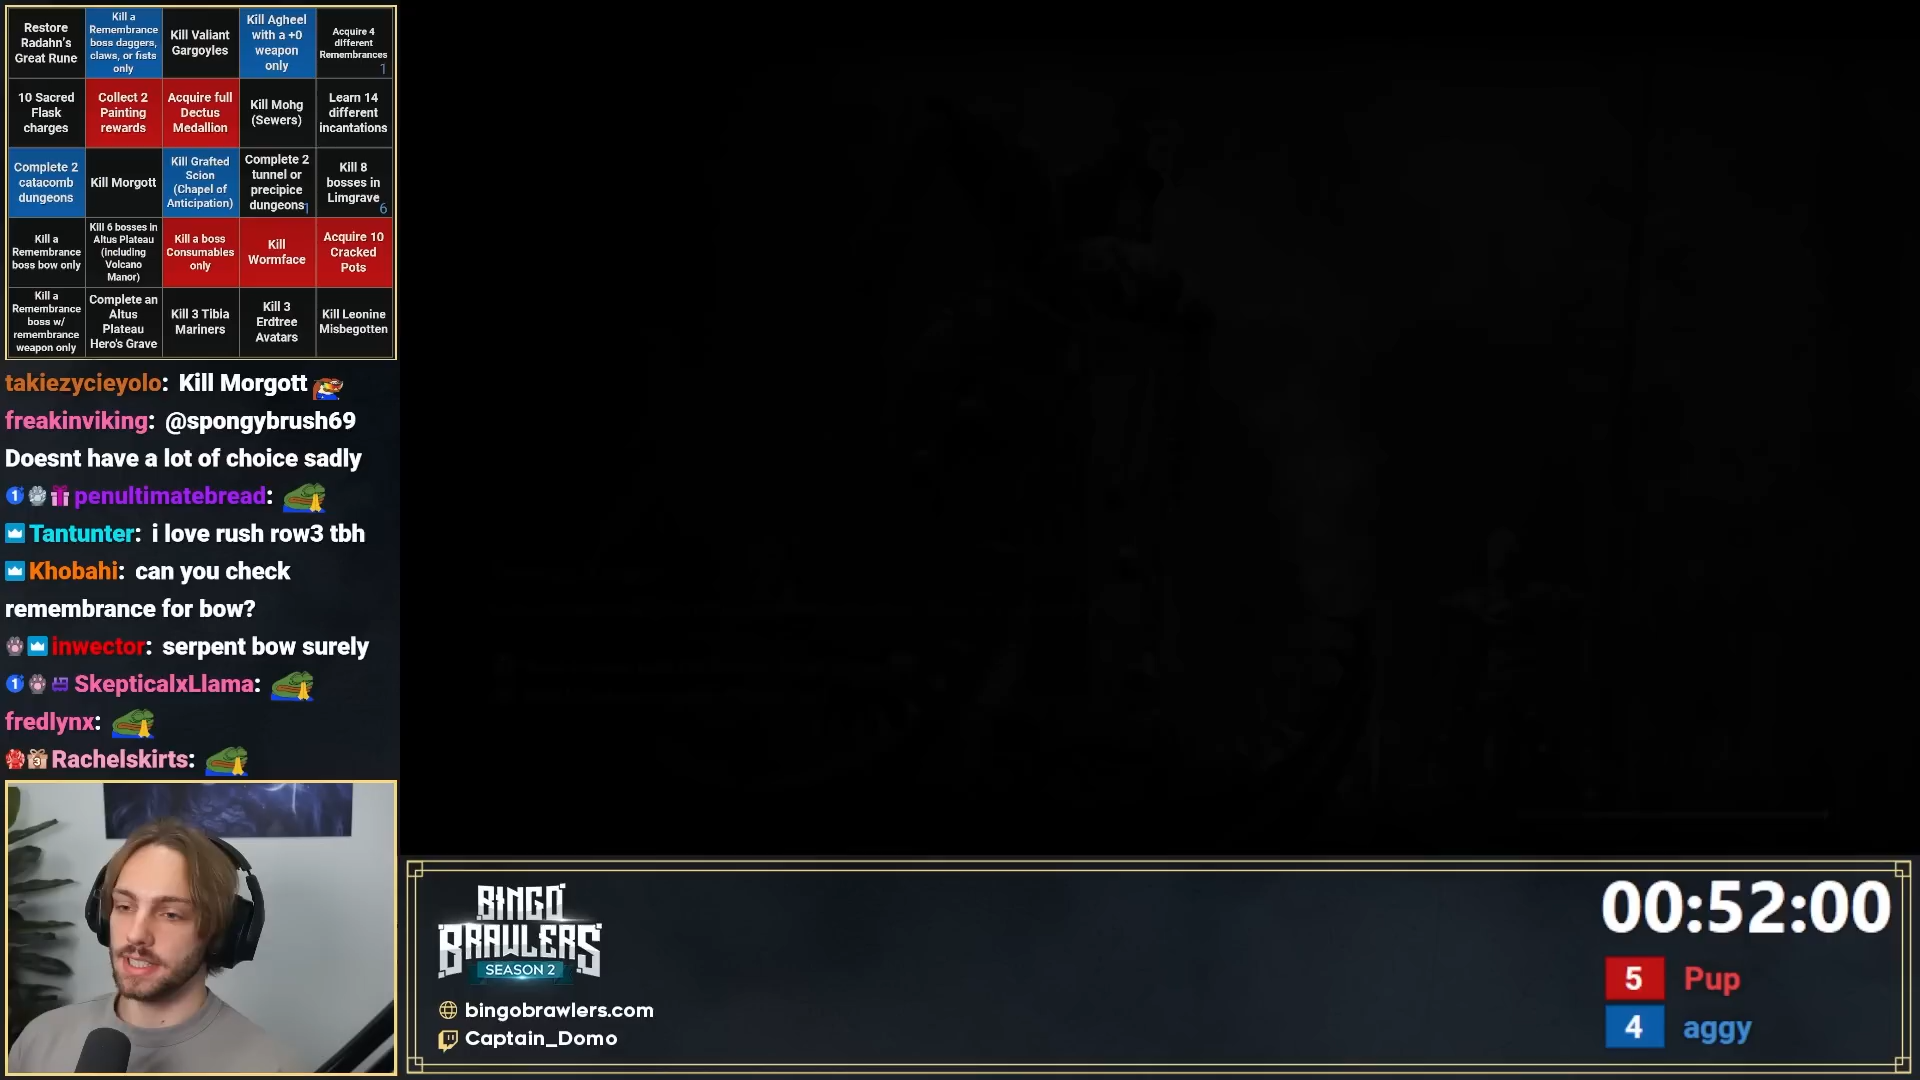 Restore
Radahn's
Great Rune
Kill a
Remembrance
boss daggers,
claws, or fists
only
Kill Valiant
Gargoyles
Kill Agheel
with a +0
weapon
only
Acquire 4
different
Remembrances
1
10 Sacred
Flask
charges
Collect 2
Painting
rewards
Acquire full
Dectus
Medallion
Kill Mohg
(Sewers)
Learn 14
different
incantations
Complete 2
catacomb
dungeons
Kill Morgott
Kill Grafted
Scion
(Chapel of
Anticipation)
Complete 2
tunnel or
precipice
dungeons
1
Kill 8
bosses in
Limgrave
6
Kill a
Remembrance
boss bow only
Kill 6 bosses in
Altus Plateau
(including
Volcano
Manor)
Kill a boss
Consumables
only
Kill
Wormface
Acquire 10
Cracked
Pots
Kill a
Remembrance
boss w/
remembrance
weapon only
Complete an
Altus
Plateau
Hero's Grave
Kill 3 Tibia
Mariners
Kill 3
Erdtree
Avatars
Kill Leonine
Misbegotten
takiezycieyolo: Kill Morgott
freakinviking: @spongybrush69
Doesnt have a lot of choice sadly
1 penultimatebread:
Tantunter: i love rush row3 tbh
Khobahi: can you check
remembrance for bow?
inwector: serpent bow surely
1 SkepticalxLlama:
fredlynx:
3 Rachelskirts:
BINGO
BRAWLERS
SEASON 2
bingobrawlers.com
Captain_Domo
00:52:00
5 Pup
4 aggy